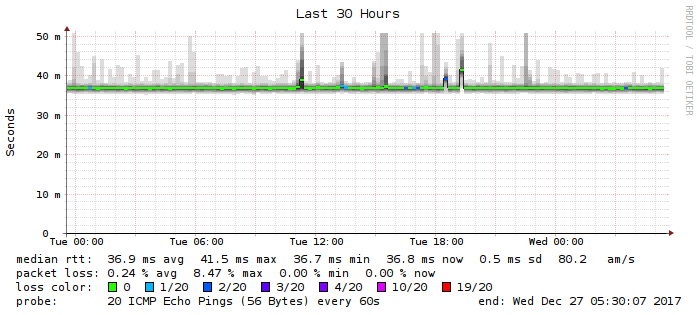 Last 30 Hours
RRDTOOL / TOBI OETIKER
Seconds
50 m
40 m
30 m
20 m
10 m
0
Tue 00:00 Tue 06:00 Tue 12:00 Tue 18:00 Wed 00:00
median rtt: 36.9 ms avg 41.5 ms max 36.7 ms min 36.8 ms now 0.5 ms sd 80.2 am/s
packet loss: 0.24 % avg 8.47 % max 0.00 % min 0.00 % now
loss color: 0 1/20 2/20 3/20 4/20 10/20 19/20
probe: 20 ICMP Echo Pings (56 Bytes) every 60s end: Wed Dec 27 05:30:07 2017